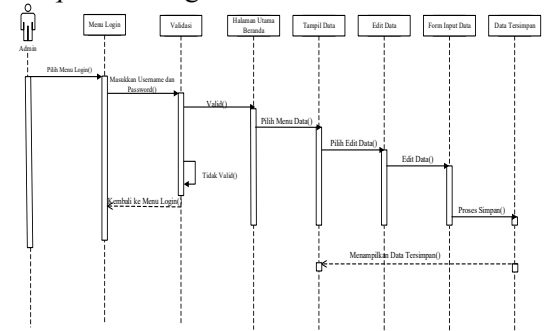 Menu Login
Validasi
Halaman Utama
Beranda
Tampil Data
Edit Data
Form Input Data
Data Tersimpan
Admin
Pilih Menu Login()
Masukkan Username dan
Password()
Valid()
Pilih Menu Data()
Pilih Edit Data()
Edit Data()
Tidak Valid()
Kembali ke Menu Login()
Proses Simpan()
Menampilkan Data Tersimpan()